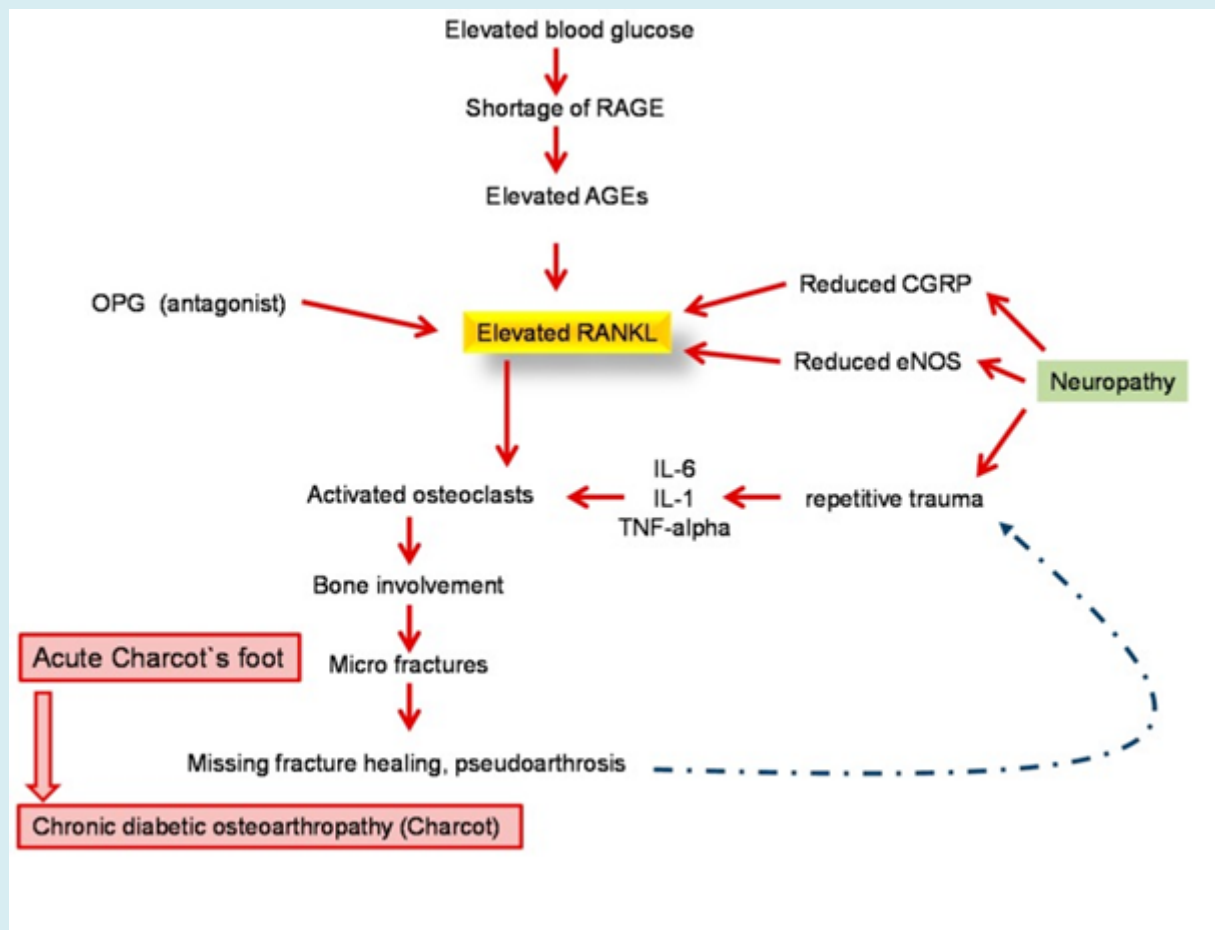 Elevated blood glucose
Shortage of RAGE
Elevated AGEs
OPG (antagonist)
Reduced CGRP
Elevated RANKL
Reduced eNOS
Neuropathy
IL-6
Activated osteoclasts
IL-1
repetitive trauma
TNF-alpha
Bone involvement
Acute Charcot`s foot
Micro fractures
Missing fracture healing, pseudoarthrosis
Chronic diabetic osteoarthropathy (Charcot)